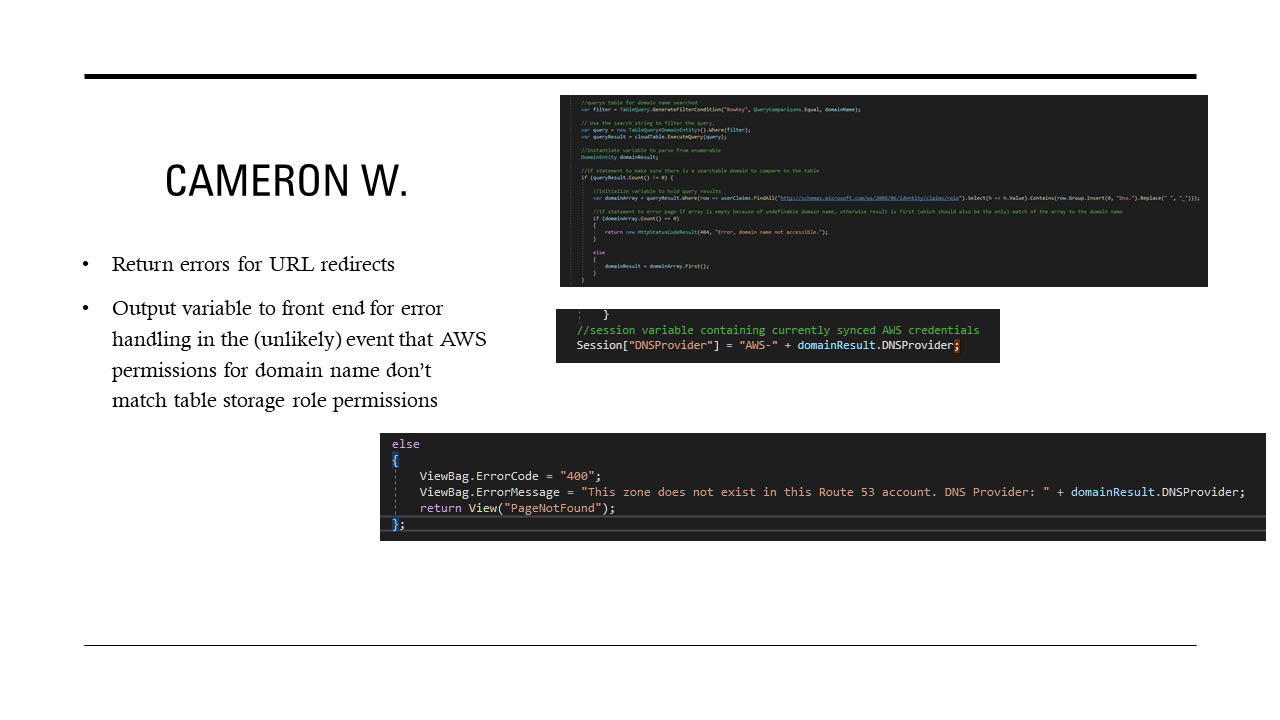 CAMERON W.
• Return errors for URL redirects
• Output variable to front end for error
handling in the (unlikely) event that AWS
permissions for domain name don't
match table storage role permissions
//querys table for domain name searched
var filter = TableQuery.GenerateFilterCondition("RowKey", QueryComparisons.Equal, domainName);
// Use the search string to filter the query.
var query = new TableQuery<DomainEntity>().Where(filter);
var queryResult = cloudTable.ExecuteQuery(query);
//instantiate variable to parse from enumerable
DomainEntity domainResult;
//if statement to make sure there is a searchable domain to compare to the table
if (queryResult.Count() != 0) {
//initialize variable to hold query results
var domainArray = queryResult.Where(row => userClaims.FindAll("http://schemas.microsoft.com/ws/2008/06/identity/claims/role").Select(h => h.Value).Contains(row.Group.Insert(0, "Dns.").Replace(" ", "_")));
//if statement to error page if array is empty because of undefinable domain name, otherwise result is first (which should also be the only) match of the array to the domain name
if (domainArray.Count() == 0)
{
return new HttpStatusCodeResult(404, "Error, domain name not accessible.");
}
else
{
domainResult = domainArray.First();
}
}
}
//session variable containing currently synced AWS credentials
Session["DNSProvider"] = "AWS-" + domainResult.DNSProvider;
else
{
ViewBag.ErrorCode = "400";
ViewBag.ErrorMessage = "This zone does not exist in this Route 53 account. DNS Provider: " + domainResult.DNSProvider;
return View("PageNotFound");
};